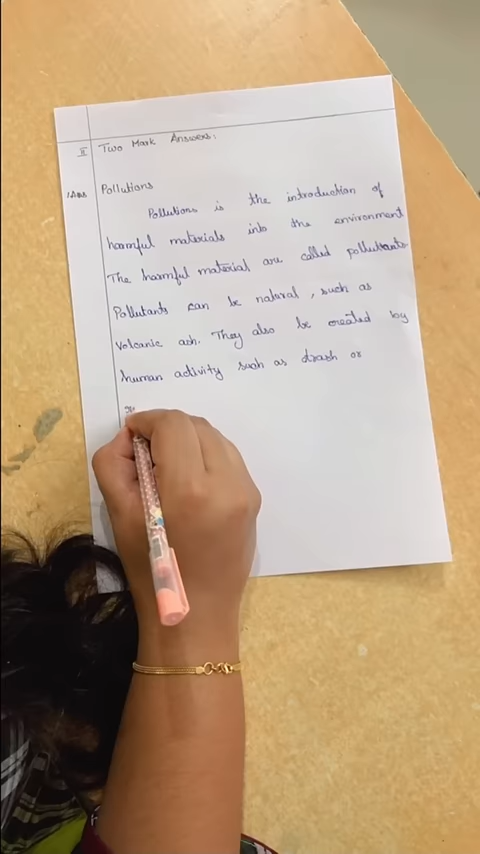 II Two Mark Answers:
1Ans Pollutions
Pollutions is the introduction of
harmful materials into the environment
The harmful material are called pollutants.
Pollutants can be natural, such as
Volcanic ash. They also be created by
human activity such as trash or